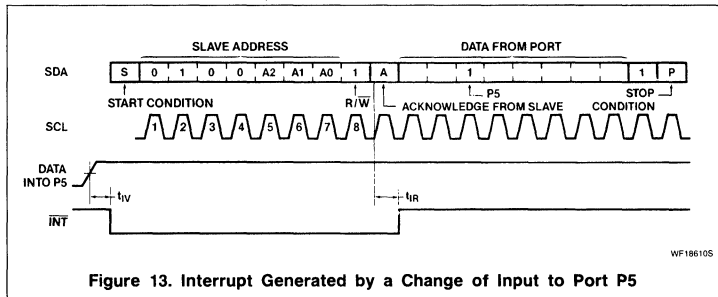 SLAVE ADDRESS DATA FROM PORT
SDA S 0 1 0 0 A2 A1 A0 1 A 1 1 P
START CONDITION R/W P5 STOP
ACKNOWLEDGE FROM SLAVE CONDITION
SCL 1 2 3 4 5 6 7 8
DATA
INTO P5
tIV tIR
INT
WF18610S
Figure 13. Interrupt Generated by a Change of Input to Port P5